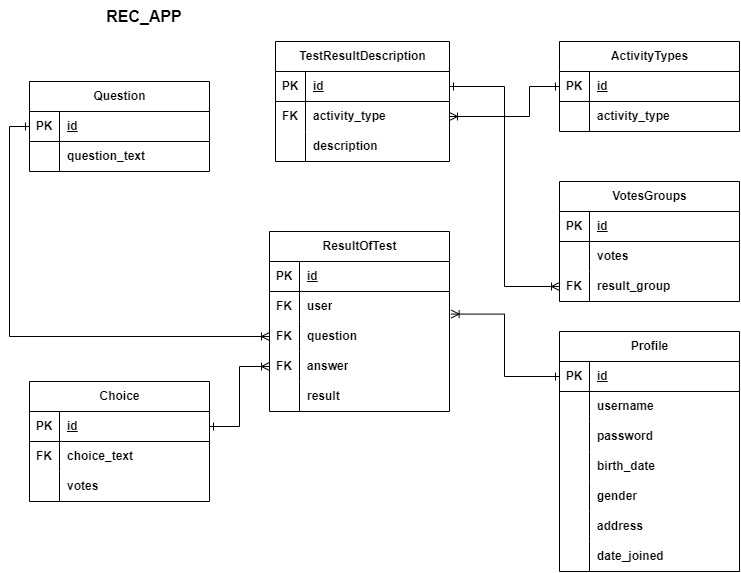 REC_APP
TestResultDescription
PK id
FK activity_type
description
ActivityTypes
PK id
activity_type
Question
PK id
question_text
VotesGroups
PK id
votes
FK result_group
ResultOfTest
PK id
FK user
FK question
FK answer
result
Profile
PK id
username
password
birth_date
gender
address
date_joined
Choice
PK id
FK choice_text
votes